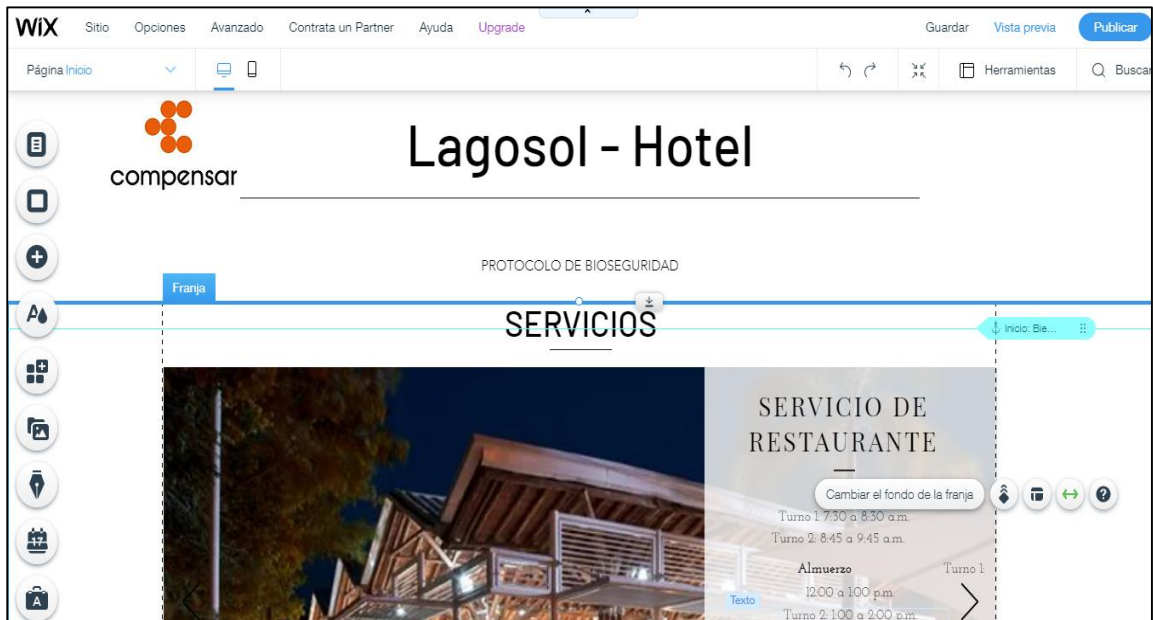 WiX Sitio Opciones Avanzado Contrata un Partner Ayuda Upgrade Guardar Vista previa Publicar
Página Inicio Herramientas Buscar
compensar
Lagosol - Hotel
PROTOCOLO DE BIOSEGURIDAD
Franja
SERVICIOS
Inicio: Bie...
SERVICIO DE
RESTAURANTE
Cambiar el fondo de la franja
Turno 1: 7:30 a 8:30 a.m.
Turno 2: 8:45 a 9:45 a.m.
Almuerzo Turno 1:
12:00 a 1:00 p.m.
Texto
Turno 2: 1:00 a 2:00 p.m.